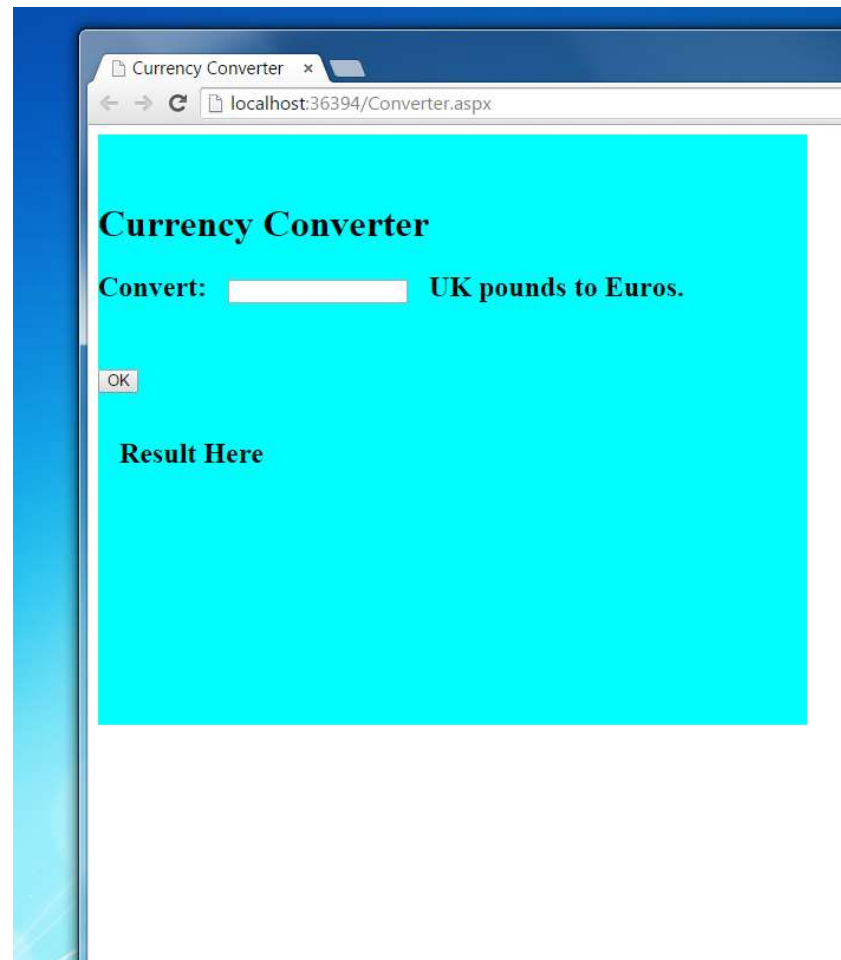 Currency Converter ×
localhost:36394/Converter.aspx
Currency Converter
Convert: UK pounds to Euros.
OK
Result Here